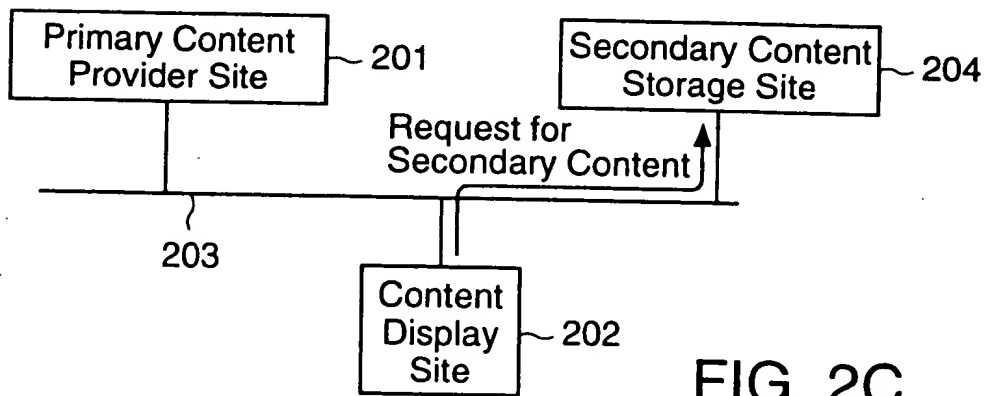 Primary Content
Provider Site
201
Secondary Content
Storage Site
204
Request for
Secondary Content
203
Content
Display
Site
202
FIG. 2C